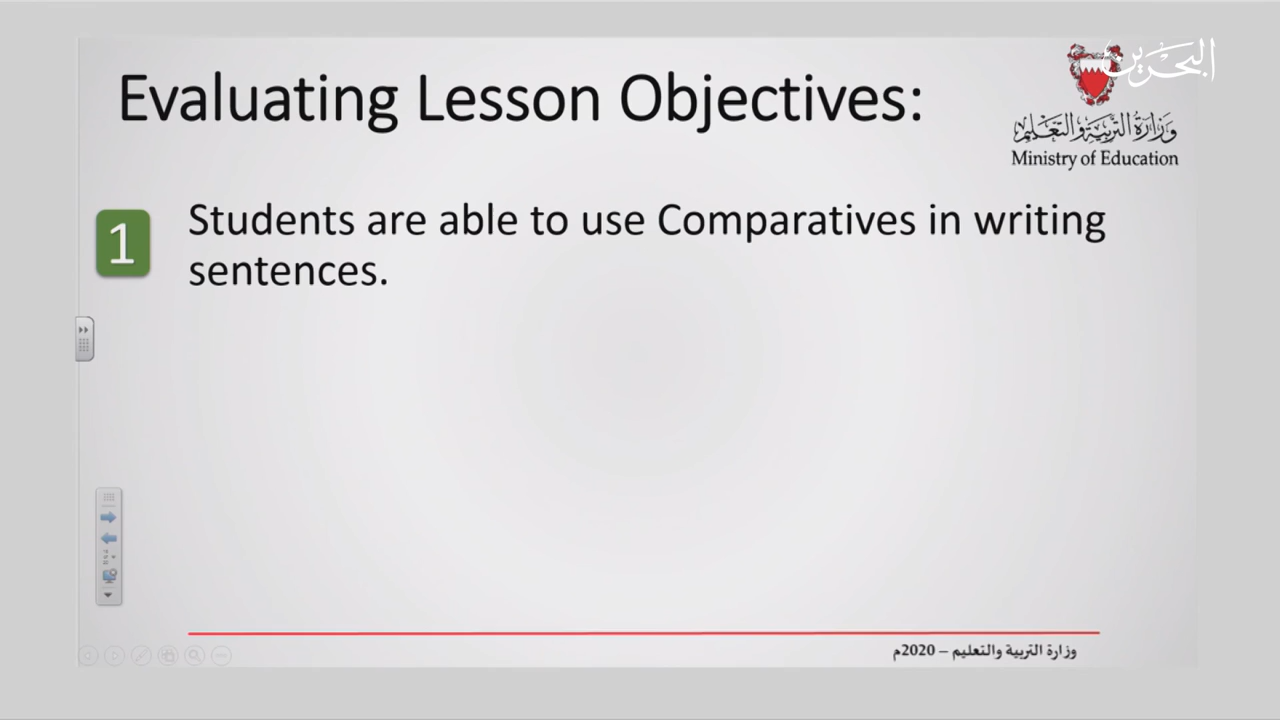 Evaluating Lesson Objectives:
البحرين
وزارة التربية والتعليم
Ministry of Education
1
Students are able to use Comparatives in writing
sentences.
وزارة التربية والتعليم – 2020م